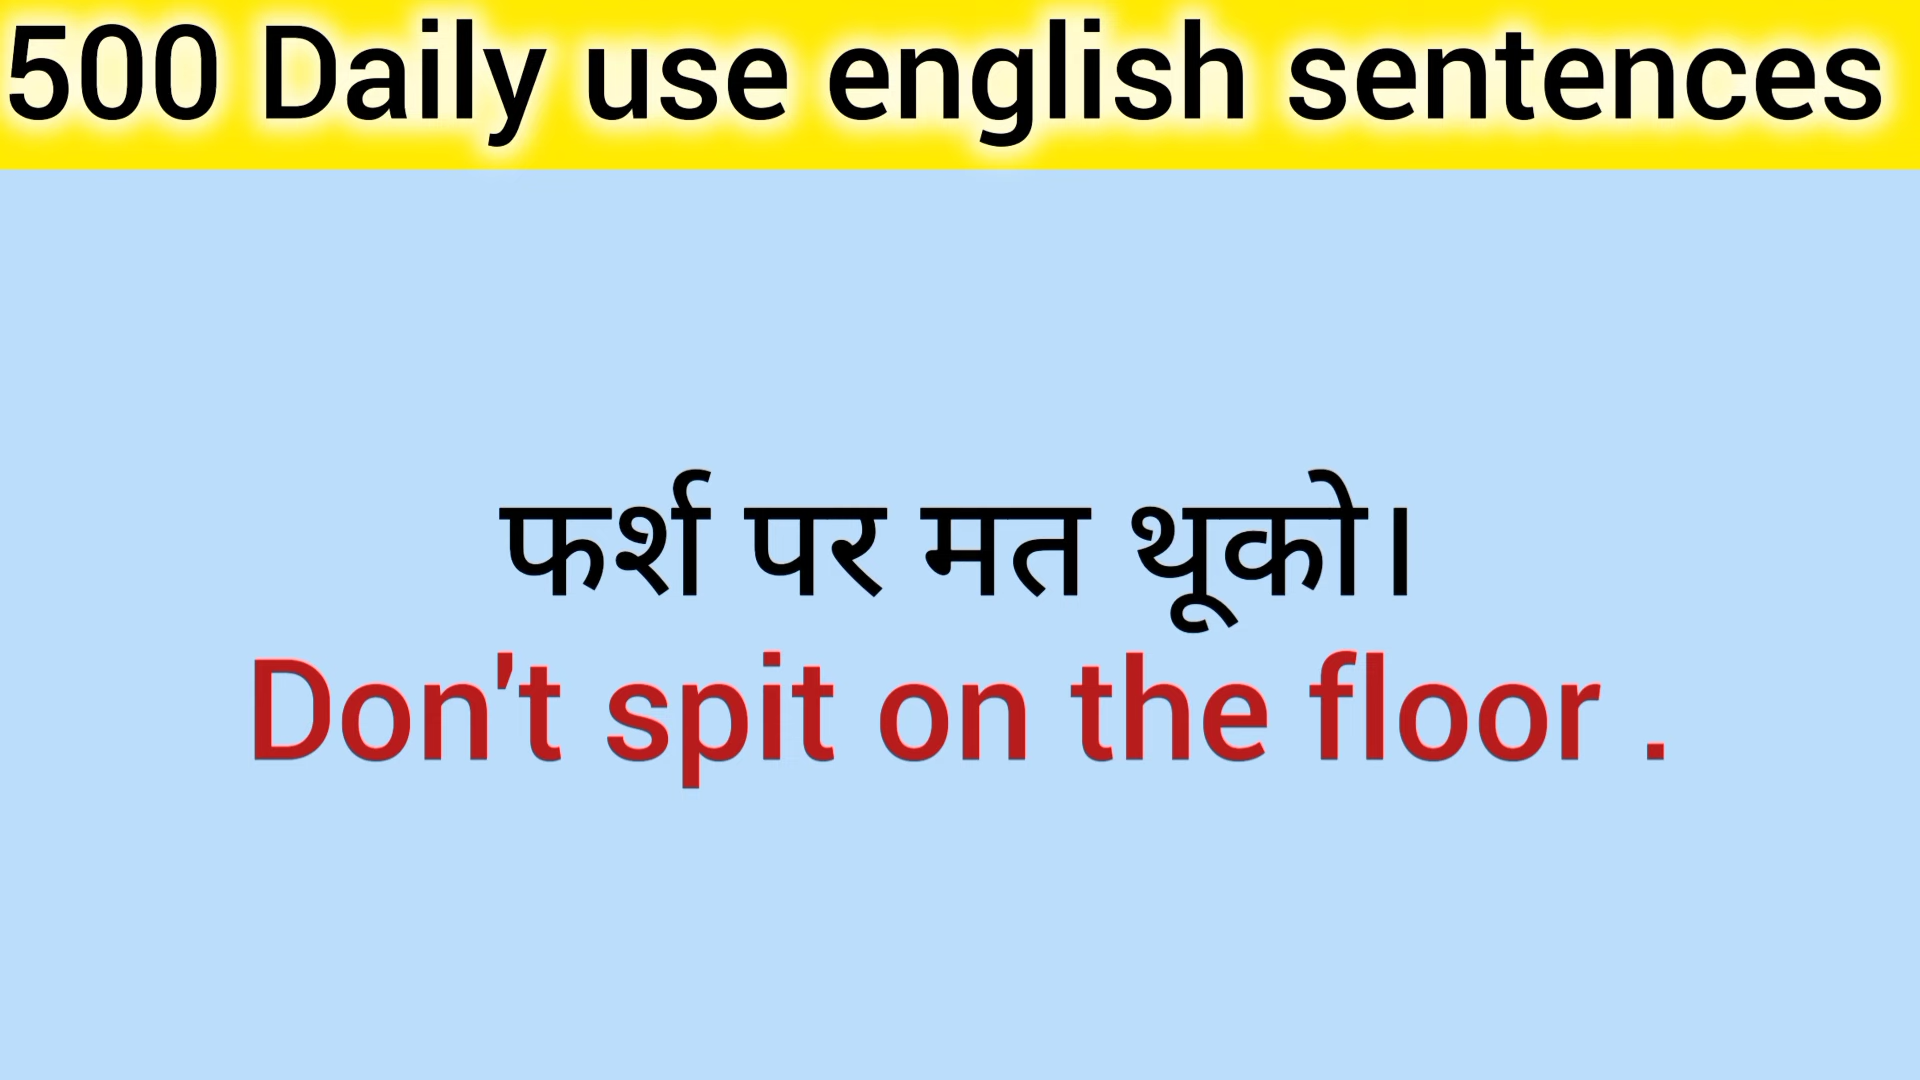 500 Daily use english sentences
फर्श पर मत थूको।
Don't spit on the floor .